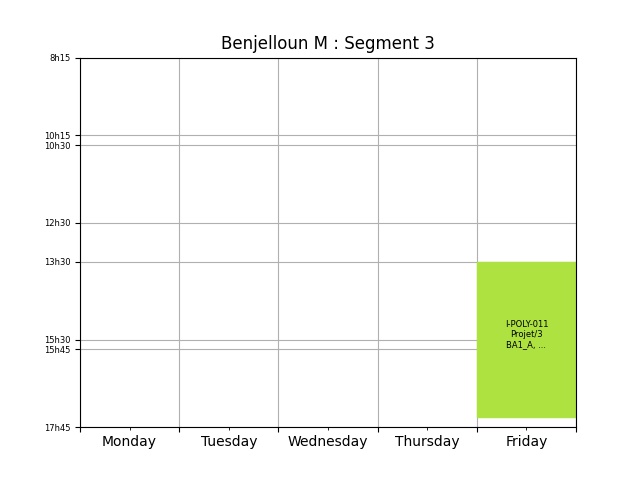 Benjelloun M : Segment 3
8h15
10h15
10h30
12h30
13h30
15h30
15h45
17h45
I-POLY-011
Projet/3
BA1_A, ...
Monday Tuesday Wednesday Thursday Friday